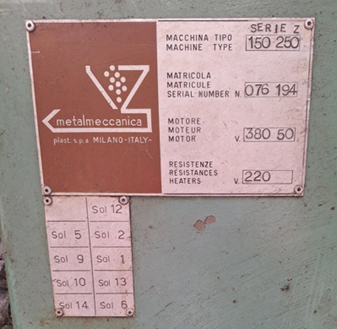 SERIE Z
MACCHINA TIPO
MACHINE TYPE 150 250
MATRICOLA
MATRICULE
SERIAL NUMBER N. 076 194
MOTORE
MOTEUR
MOTOR V. 380 50
RESISTENZE
RESISTANCES
HEATERS V. 220
metalmeccanica
plast. s.p.a MILANO-ITALY-
Sol 12
Sol 5 Sol 2
Sol 9 Sol 1
Sol 10 Sol 13
Sol 14 Sol 6